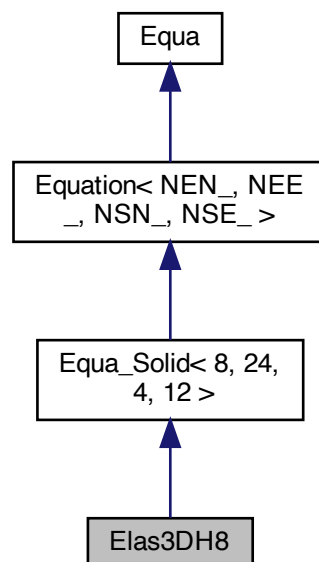 Equa
Equation< NEN_, NEE
_, NSN_, NSE_ >
Equa_Solid< 8, 24,
4, 12 >
Elas3DH8